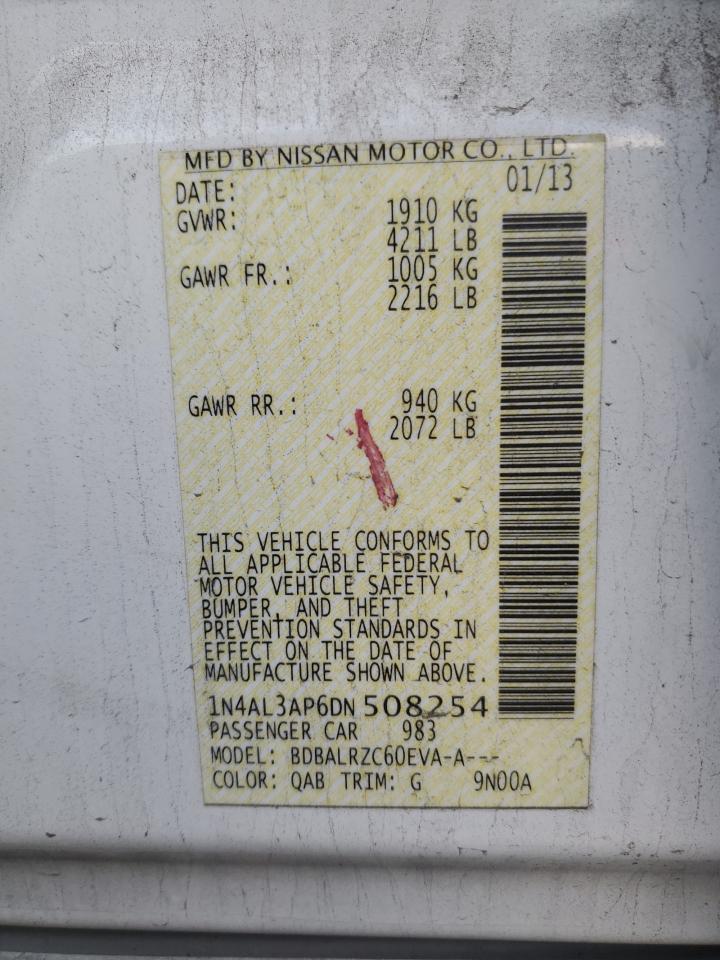 MFD BY NISSAN MOTOR CO., LTD.
DATE: 01/13
GVWR: 1910 KG
4211 LB
GAWR FR.: 1005 KG
2216 LB
GAWR RR.: 940 KG
2072 LB
THIS VEHICLE CONFORMS TO
ALL APPLICABLE FEDERAL
MOTOR VEHICLE SAFETY,
BUMPER, AND THEFT
PREVENTION STANDARDS IN
EFFECT ON THE DATE OF
MANUFACTURE SHOWN ABOVE.
1N4AL3AP6DN 508254
PASSENGER CAR 983
MODEL: BDBALRZC60EVA-A---
COLOR: QAB TRIM: G 9N00A